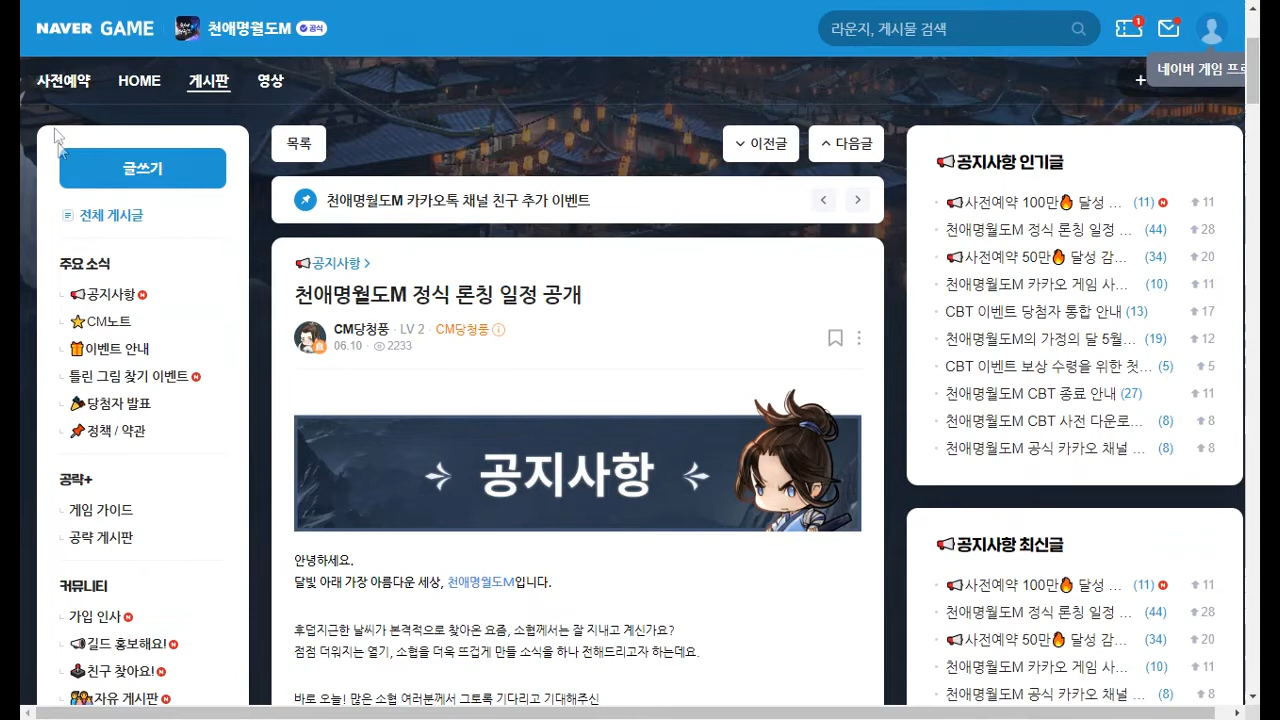 NAVER GAME 천애명월도M 공식
라운지, 게시물 검색
1
네이버 게임 프로
사전예약 HOME 게시판 영상 +
글쓰기
전체 게시글
주요 소식
공지사항 N
CM노트
이벤트 안내
틀린 그림 찾기 이벤트 N
당첨자 발표
정책 / 약관
공략+
게임 가이드
공략 게시판
커뮤니티
가입 인사 N
길드 홍보해요! N
친구 찾아요! N
자유 게시판 N
목록 이전글 다음글
천애명월도M 카카오톡 채널 친구 추가 이벤트
공지사항 >
천애명월도M 정식 론칭 일정 공개
CM당청풍 · LV 2 · CM당청풍
06.10 · 2233
공지사항
안녕하세요.
달빛 아래 가장 아름다운 세상, 천애명월도M입니다.
후덥지근한 날씨가 본격적으로 찾아온 요즘, 소협께서는 잘 지내고 계신가요?
점점 더워지는 열기, 소협을 더욱 뜨겁게 만들 소식을 하나 전해드리고자 하는데요.
바로 오늘! 많은 소협 여러분께서 그토록 기다리고 기대해주신
공지사항 인기글
사전예약 100만 달성 ... (11) N 11
천애명월도M 정식 론칭 일정 ... (44) 28
사전예약 50만 달성 감... (34) 20
천애명월도M 카카오 게임 사... (10) 11
CBT 이벤트 당첨자 통합 안내 (13) 17
천애명월도M의 가정의 달 5월... (19) 12
CBT 이벤트 보상 수령을 위한 첫... (5) 5
천애명월도M CBT 종료 안내 (27) 11
천애명월도M CBT 사전 다운로... (8) 8
천애명월도M 공식 카카오 채널 ... (8) 8
공지사항 최신글
사전예약 100만 달성 ... (11) N 11
천애명월도M 정식 론칭 일정 ... (44) 28
사전예약 50만 달성 감... (34) 20
천애명월도M 카카오 게임 사... (10) 11
천애명월도M 공식 카카오 채널 ... (8) 8